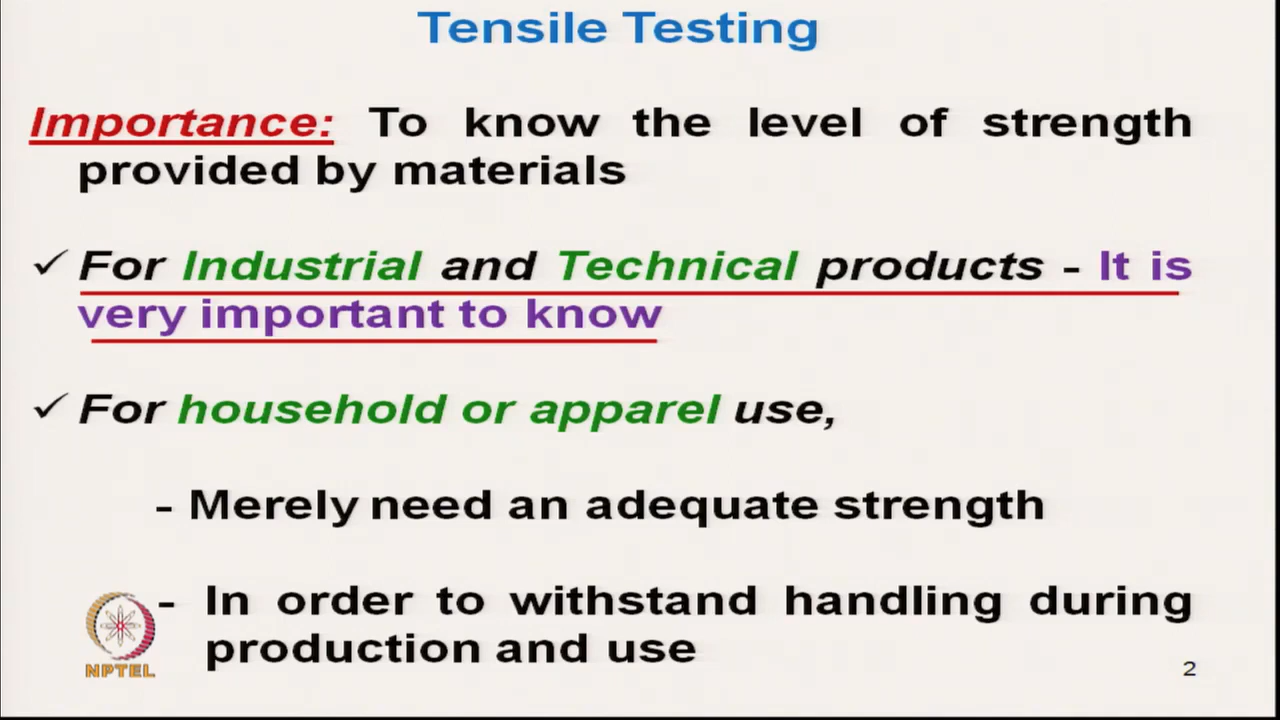 Tensile Testing
Importance: To know the level of strength
provided by materials
✓ For Industrial and Technical products - It is
very important to know
✓ For household or apparel use,
- Merely need an adequate strength
- In order to withstand handling during
production and use
NPTEL
2